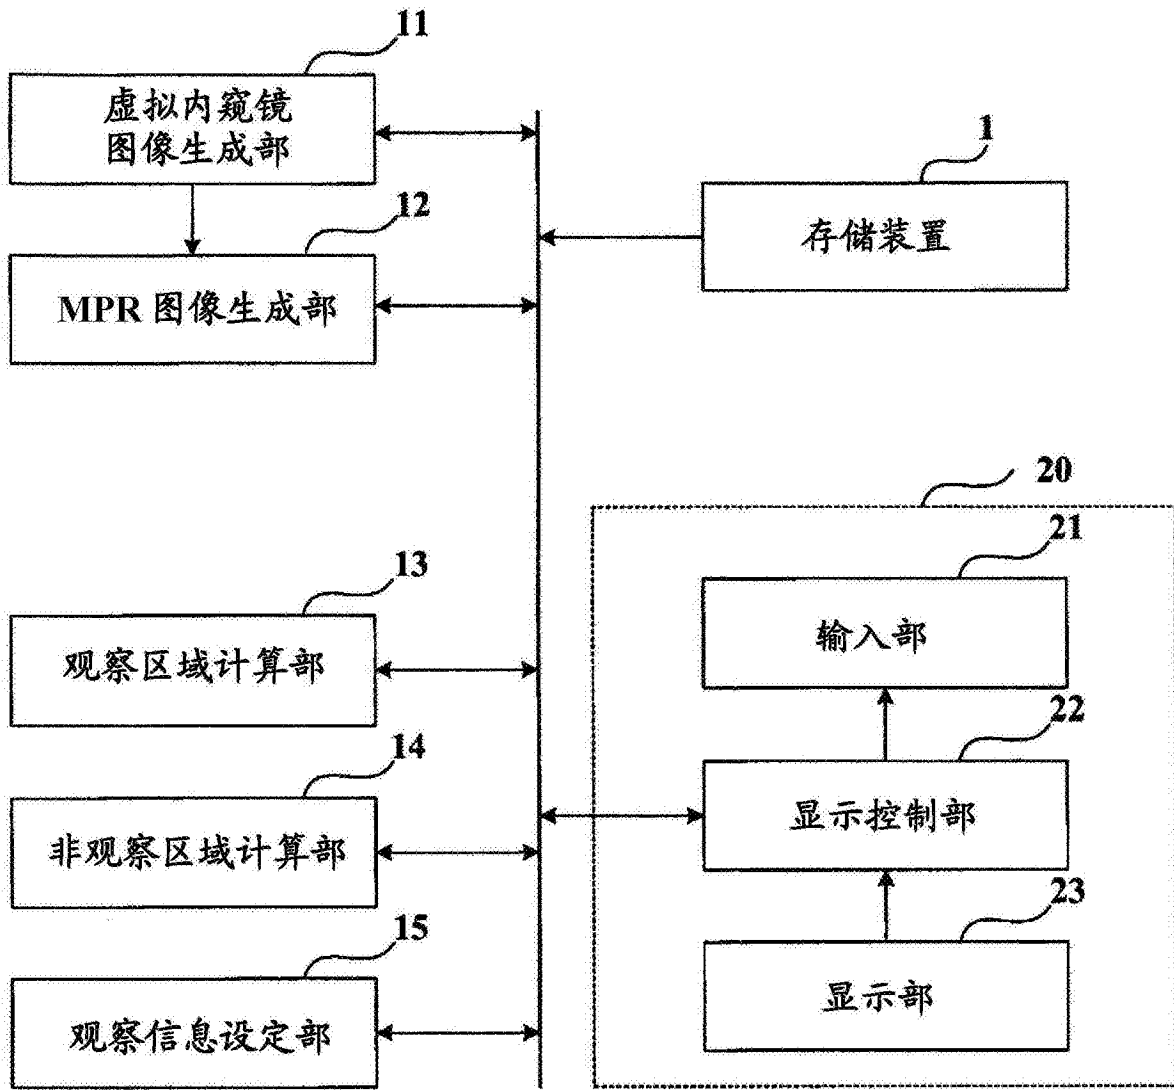 11
虚拟内窥镜
图像生成部
12
MPR 图像生成部
1
存储装置
13
观察区域计算部
14
非观察区域计算部
15
观察信息设定部
20
21
输入部
22
显示控制部
23
显示部